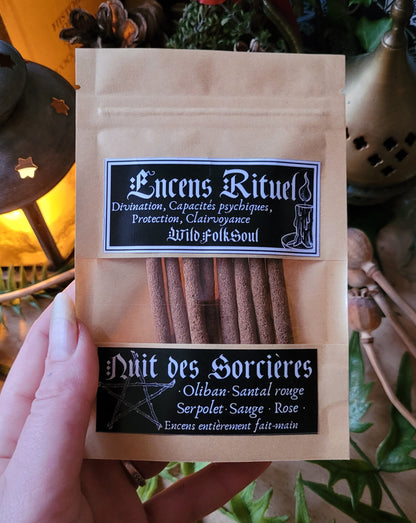 Encens Rituel
Divination, Capacités psychiques,
Protection, Clairvoyance
WildFolkSoul
Nuit des Sorcières
· Oliban · Santal rouge
Serpolet · Sauge · Rose ·
Encens entièrement fait-main